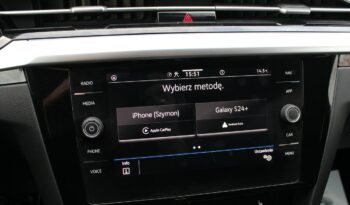 15:51
14.5°
RADIO
NAV
Wybierz metodę.
MEDIA
APP
iPhone (Szymon)
Galaxy S24+
Apple CarPlay
Android Auto
CAR
PHONE
Info
Ustawienia
MENU
VOICE